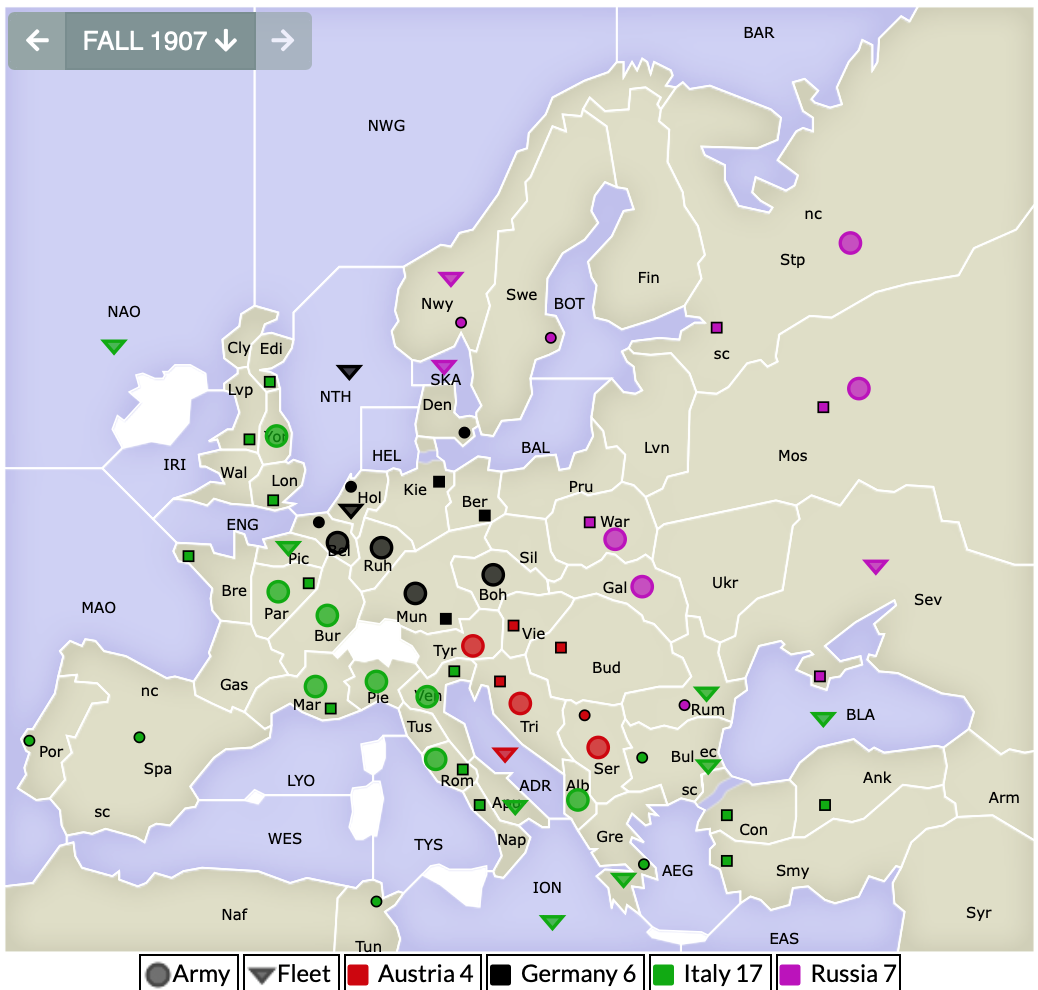 FALL 1907
BAR
NWG
nc
Stp
Fin
Swe
BOT
Nwy
NAO
sc
Cly Edi
SKA
NTH
Lvp
Den
Yor
HEL
BAL
Lvn
Mos
IRI
Wal
Lon
Kie
Ber
Pru
Hol
War
ENG
Bel
Pic
Ruh
Sil
Gal
Ukr
Sev
Bre
Par
Boh
MAO
Bur
Mun
Vie
Tyr
Bud
nc
Gas
Mar
Pie
Ven
Rum
BLA
Por
Spa
Tus
Tri
Ser
Bul ec
Rom
ADR
Alb
sc
Ank
LYO
Apu
Arm
sc
WES
TYS
Nap
Gre
Con
AEG
Smy
ION
Naf
Tun
EAS
Syr
Army
Fleet
Austria 4
Germany 6
Italy 17
Russia 7